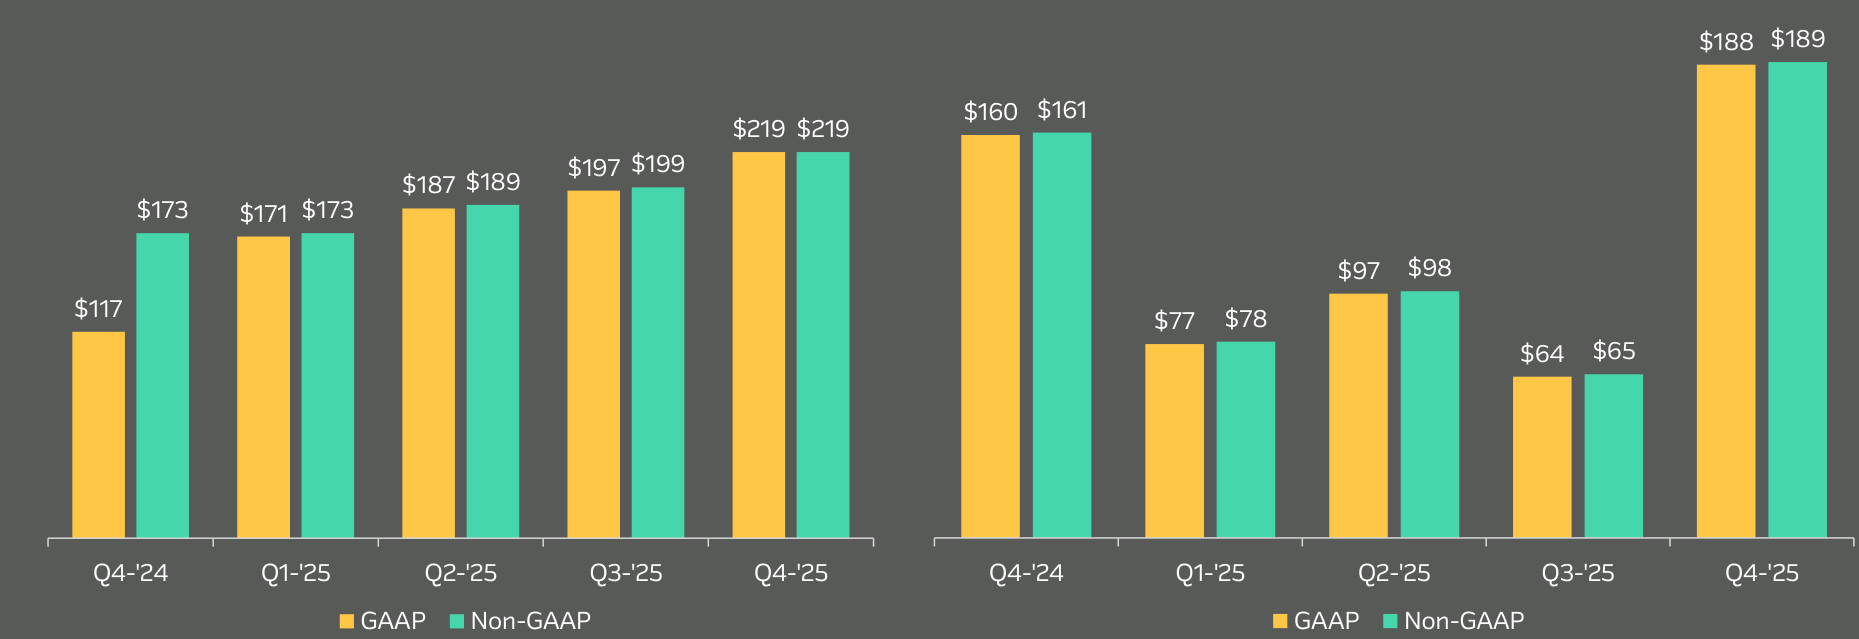 $117 $173 $171 $173 $187 $189 $197 $199 $219 $219
Q4-'24 Q1-'25 Q2-'25 Q3-'25 Q4-'25
GAAP Non-GAAP
$160 $161 $77 $78 $97 $98 $64 $65 $188 $189
Q4-'24 Q1-'25 Q2-'25 Q3-'25 Q4-'25
GAAP Non-GAAP